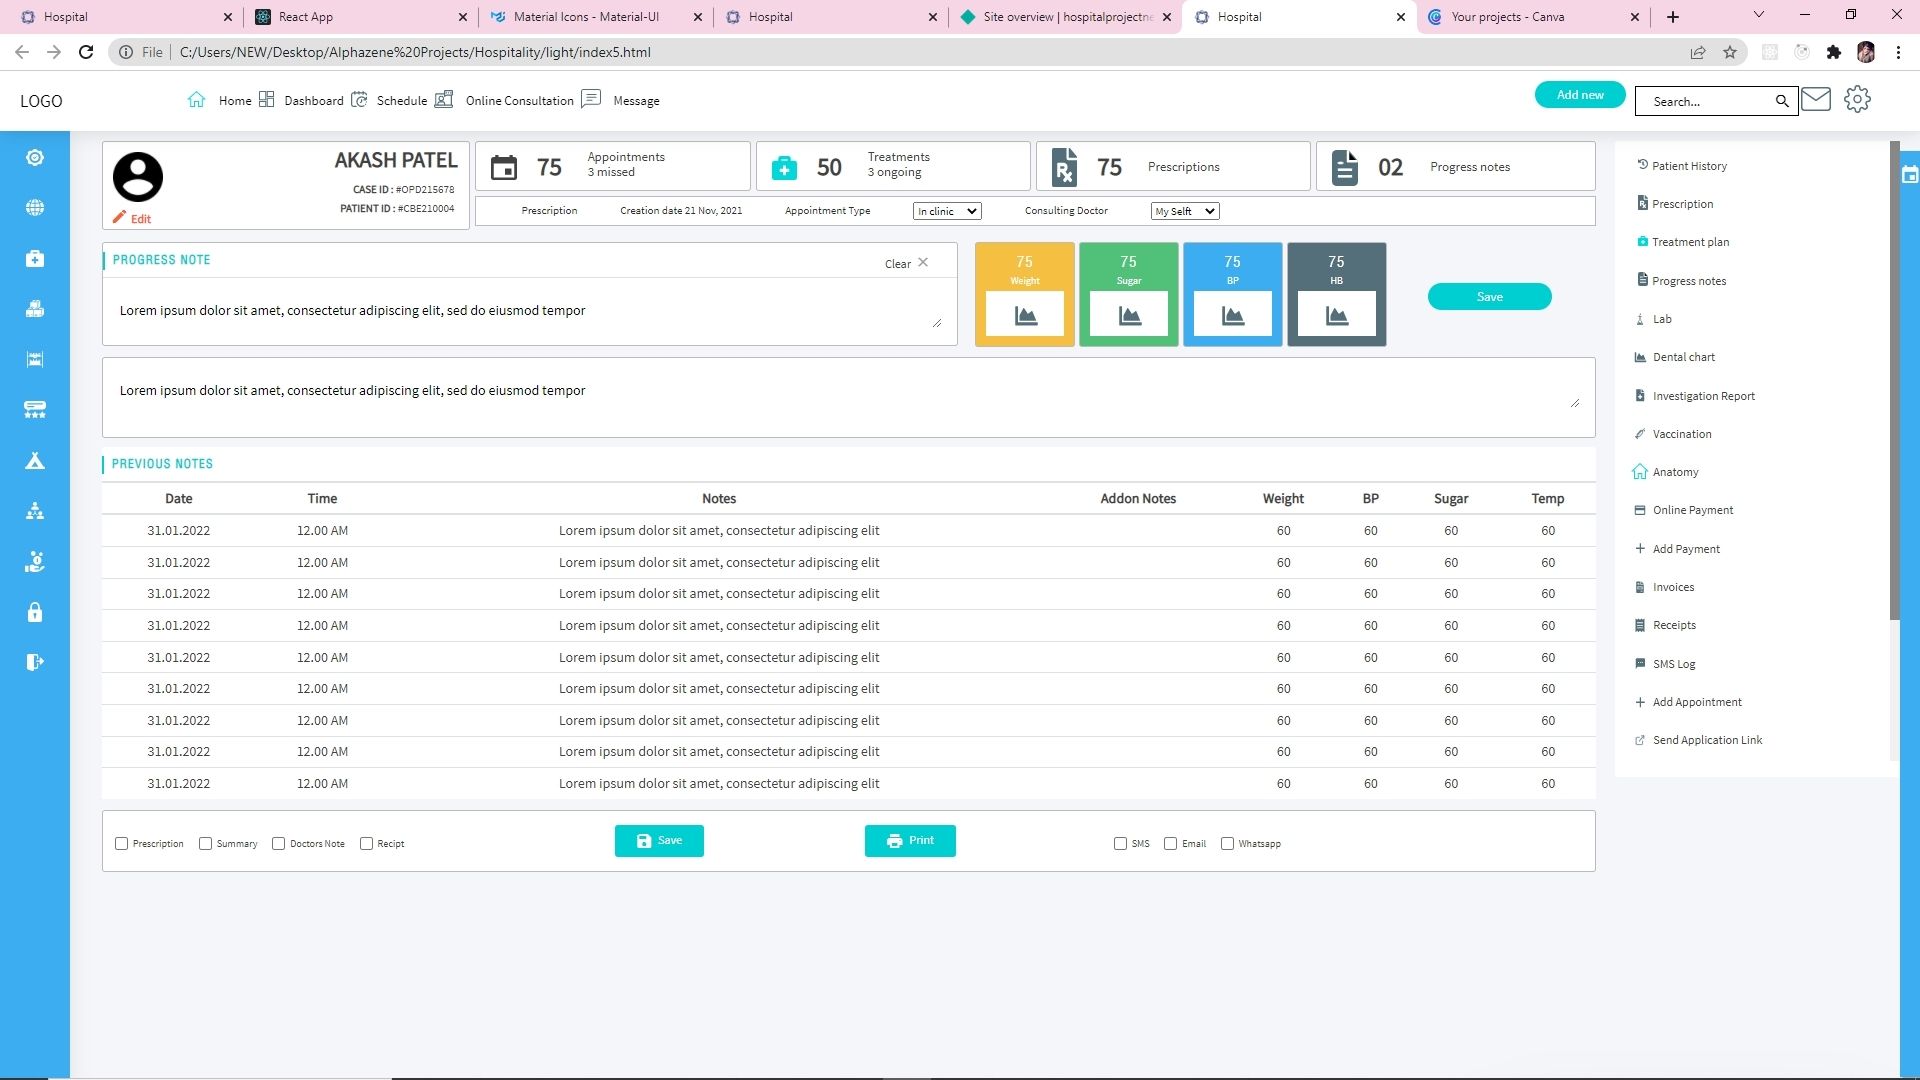 Hospital
React App
Material Icons - Material-UI
Hospital
Site overview | hospitalprojectne
Hospital
Your projects - Canva
File
C:/Users/NEW/Desktop/Alphazene%20Projects/Hospitality/light/index5.html
LOGO
Home Dashboard Schedule Online Consultation Message
Add new
Search...
AKASH PATEL
CASE ID : #OPD215678
PATIENT ID : #CBE210004
Edit
75 Appointments
3 missed
50 Treatments
3 ongoing
75 Prescriptions
02 Progress notes
Prescription Creation date 21 Nov, 2021 Appointment Type In clinic Consulting Doctor My Selft
PROGRESS NOTE
Clear
Lorem ipsum dolor sit amet, consectetur adipiscing elit, sed do eiusmod tempor
75
Weight
75
Sugar
75
BP
75
HB
Save
Lorem ipsum dolor sit amet, consectetur adipiscing elit, sed do eiusmod tempor
PREVIOUS NOTES
Date Time Notes Addon Notes Weight BP Sugar Temp
31.01.2022 12.00 AM Lorem ipsum dolor sit amet, consectetur adipiscing elit 60 60 60 60
31.01.2022 12.00 AM Lorem ipsum dolor sit amet, consectetur adipiscing elit 60 60 60 60
31.01.2022 12.00 AM Lorem ipsum dolor sit amet, consectetur adipiscing elit 60 60 60 60
31.01.2022 12.00 AM Lorem ipsum dolor sit amet, consectetur adipiscing elit 60 60 60 60
31.01.2022 12.00 AM Lorem ipsum dolor sit amet, consectetur adipiscing elit 60 60 60 60
31.01.2022 12.00 AM Lorem ipsum dolor sit amet, consectetur adipiscing elit 60 60 60 60
31.01.2022 12.00 AM Lorem ipsum dolor sit amet, consectetur adipiscing elit 60 60 60 60
31.01.2022 12.00 AM Lorem ipsum dolor sit amet, consectetur adipiscing elit 60 60 60 60
31.01.2022 12.00 AM Lorem ipsum dolor sit amet, consectetur adipiscing elit 60 60 60 60
Prescription Summary Doctors Note Recipt Save Print SMS Email Whatsapp
Patient History
Prescription
Treatment plan
Progress notes
Lab
Dental chart
Investigation Report
Vaccination
Anatomy
Online Payment
Add Payment
Invoices
Receipts
SMS Log
Add Appointment
Send Application Link